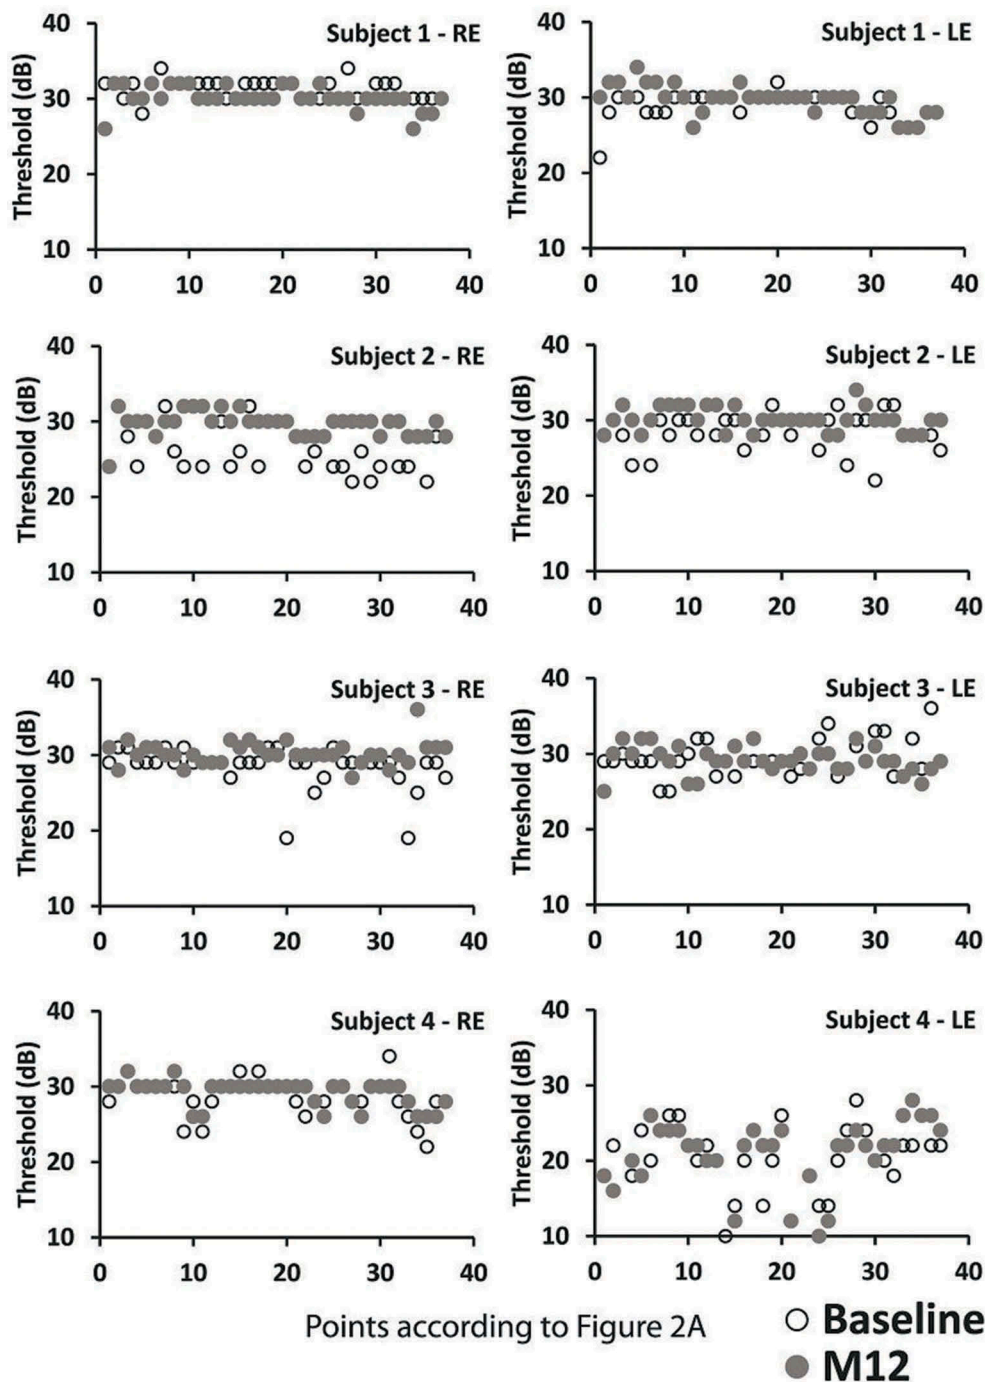 Subject 1 - RE
Threshold (dB)
40
30
20
10
0 10 20 30 40
Subject 1 - LE
Threshold (dB)
40
30
20
10
0 10 20 30 40
Subject 2 - RE
Threshold (dB)
40
30
20
10
0 10 20 30 40
Subject 2 - LE
Threshold (dB)
40
30
20
10
0 10 20 30 40
Subject 3 - RE
Threshold (dB)
40
30
20
10
0 10 20 30 40
Subject 3 - LE
Threshold (dB)
40
30
20
10
0 10 20 30 40
Subject 4 - RE
Threshold (dB)
40
30
20
10
0 10 20 30 40
Subject 4 - LE
Threshold (dB)
40
30
20
10
0 10 20 30 40
Points according to Figure 2A
Baseline
M12